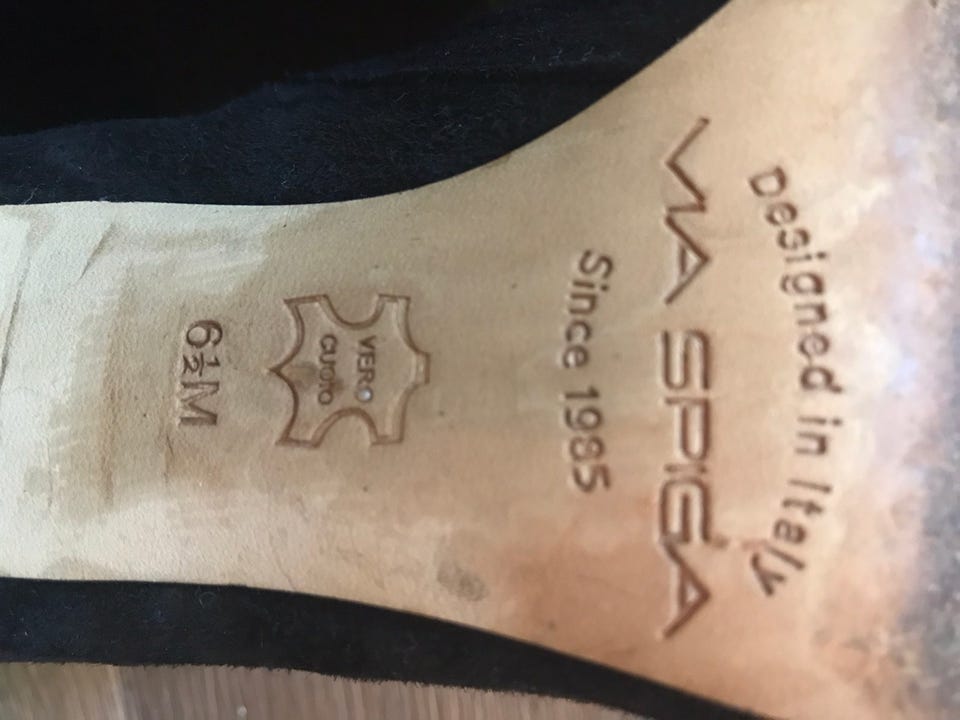 Designed in Italy
VIA SPIGA
Since 1985
VERO
CUOIO
6½M